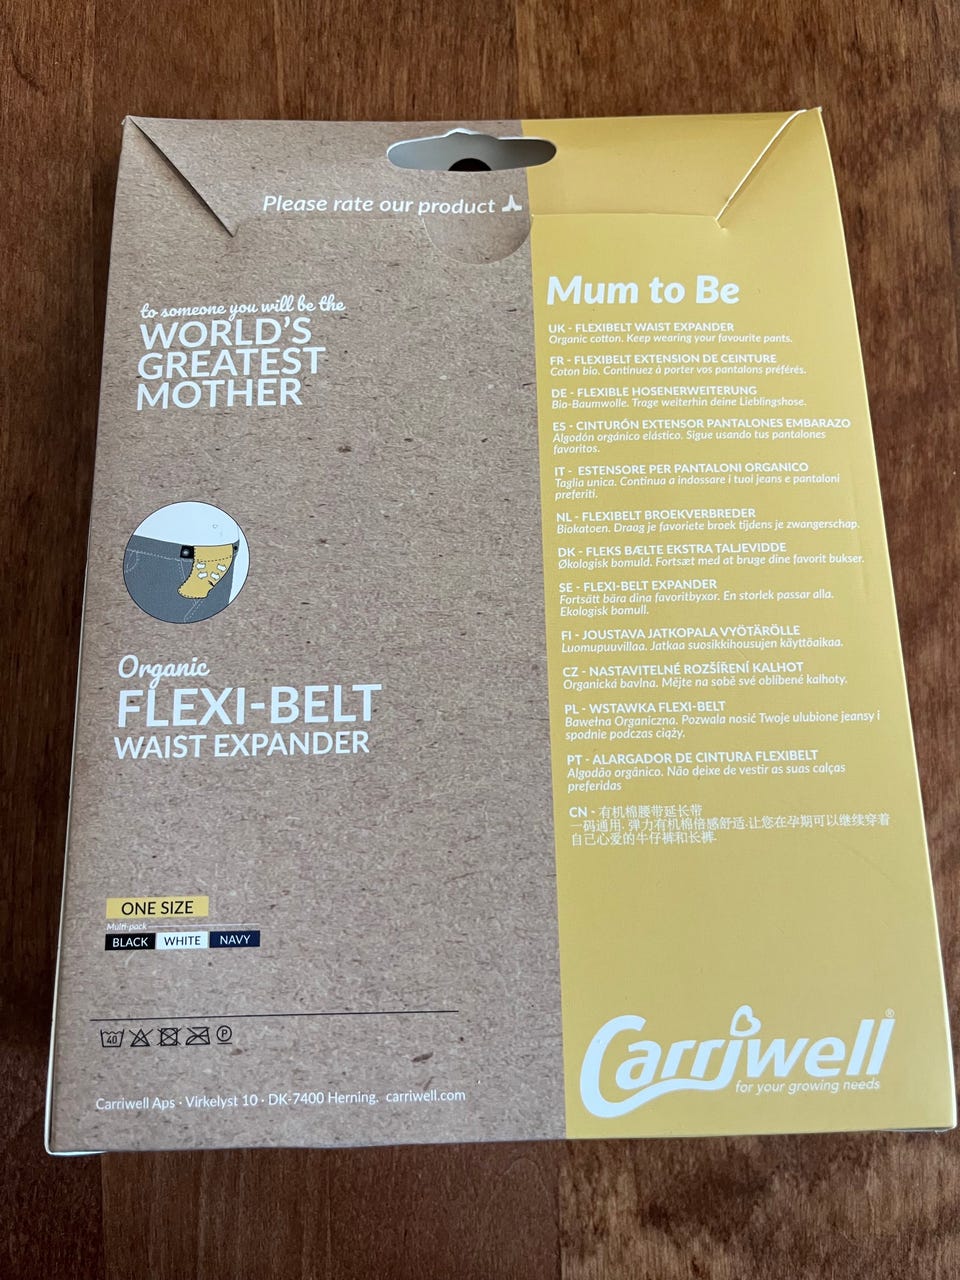 Please rate our product
to someone you will be the
WORLD'S
GREATEST
MOTHER
Organic
FLEXI-BELT
WAIST EXPANDER
ONE SIZE
Multi-pack
BLACK WHITE NAVY
40 P
Carriwell Aps · Virkelyst 10 · DK-7400 Herning. carriwell.com
Mum to Be
UK - FLEXIBELT WAIST EXPANDER
Organic cotton. Keep wearing your favourite pants.
FR - FLEXIBELT EXTENSION DE CEINTURE
Coton bio. Continuez à porter vos pantalons préférés.
DE - FLEXIBLE HOSENERWEITERUNG
Bio-Baumwolle. Trage weiterhin deine Lieblingshose.
ES - CINTURÓN EXTENSOR PANTALONES EMBARAZO
Algodón orgánico elástico. Sigue usando tus pantalones
favoritos.
IT - ESTENSORE PER PANTALONI ORGANICO
Taglia unica. Continua a indossare i tuoi jeans e pantaloni
preferiti.
NL - FLEXIBELT BROEKVERBREDER
Biokatoen. Draag je favoriete broek tijdens je zwangerschap.
DK - FLEKS BÆLTE EKSTRA TALJEVIDDE
Økologisk bomuld. Fortsæt med at bruge dine favorit bukser.
SE - FLEXI-BELT EXPANDER
Fortsätt bära dina favoritbyxor. En storlek passar alla.
Ekologisk bomull.
FI - JOUSTAVA JATKOPALA VYÖTÄRÖLLE
Luomupuuvillaa. Jatkaa suosikkihousujen käyttöaikaa.
CZ - NASTAVITELNÉ ROZŠÍŘENÍ KALHOT
Organická bavlna. Mějte na sobě své oblíbené kalhoty.
PL - WSTAWKA FLEXI-BELT
Bawełna Organiczna. Pozwala nosić Twoje ulubione jeansy i
spodnie podczas ciąży.
PT - ALARGADOR DE CINTURA FLEXIBELT
Algodão orgânico. Não deixe de vestir as suas calças
preferidas
CN - 有机棉腰带延长带
一码通用. 弹力有机棉倍感舒适.让您在孕期可以继续穿着
自己心爱的牛仔裤和长裤.
Carriwell®
for your growing needs